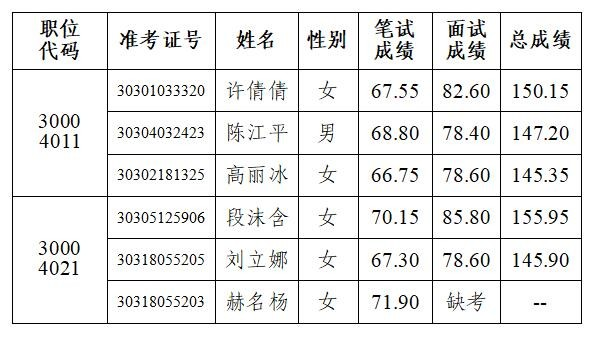 职位代码 准考证号 姓名 性别 笔试成绩 面试成绩 总成绩
30004011 30301033320 许倩倩 女 67.55 82.60 150.15
30304032423 陈江平 男 68.80 78.40 147.20
30302181325 高丽冰 女 66.75 78.60 145.35
30004021 30305125906 段沫含 女 70.15 85.80 155.95
30318055205 刘立娜 女 67.30 78.60 145.90
30318055203 赫名杨 女 71.90 缺考 --